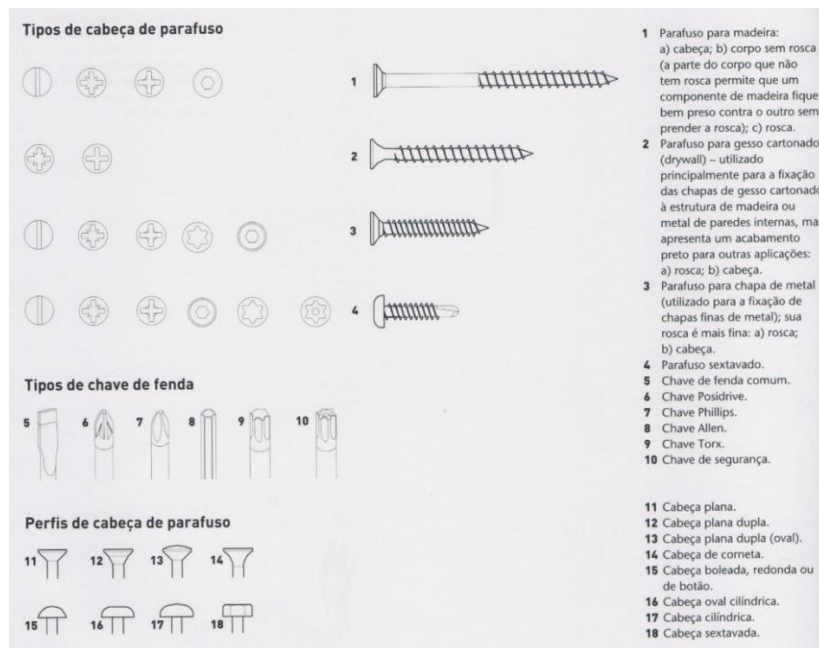 Tipos de cabeça de parafuso
1
2
3
4
Tipos de chave de fenda
5
6
7
8
9
10
Perfis de cabeça de parafuso
11
12
13
14
15
16
17
18
1 Parafuso para madeira:
a) cabeça; b) corpo sem rosca
(a parte do corpo que não
tem rosca permite que um
componente de madeira fique
bem preso contra o outro sem
prender a rosca); c) rosca.
2 Parafuso para gesso cartonado
(drywall) – utilizado
principalmente para a fixação
das chapas de gesso cartonado
à estrutura de madeira ou
metal de paredes internas, ma
apresenta um acabamento
preto para outras aplicações:
a) rosca; b) cabeça.
3 Parafuso para chapa de metal
(utilizado para a fixação de
chapas finas de metal); sua
rosca é mais fina: a) rosca;
b) cabeça.
4 Parafuso sextavado.
5 Chave de fenda comum.
6 Chave Posidrive.
7 Chave Phillips.
8 Chave Allen.
9 Chave Torx.
10 Chave de segurança.
11 Cabeça plana.
12 Cabeça plana dupla.
13 Cabeça plana dupla (oval).
14 Cabeça de corneta.
15 Cabeça boleada, redonda ou
de botão.
16 Cabeça oval cilíndrica.
17 Cabeça cilíndrica.
18 Cabeça sextavada.